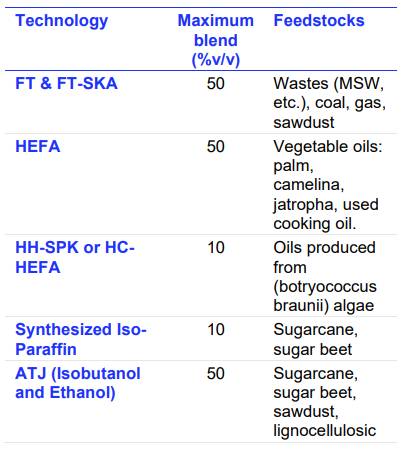 Technology Maximum Feedstocks
blend
(%v/v)
FT & FT-SKA 50 Wastes (MSW,
etc.), coal, gas,
sawdust
HEFA 50 Vegetable oils:
palm,
camelina,
jatropha, used
cooking oil.
HH-SPK or HC- 10 Oils produced
HEFA from
(botryococcus
braunii) algae
Synthesized Iso- 10 Sugarcane,
Paraffin sugar beet
ATJ (Isobutanol 50 Sugarcane,
and Ethanol) sugar beet,
sawdust,
lignocellulosic